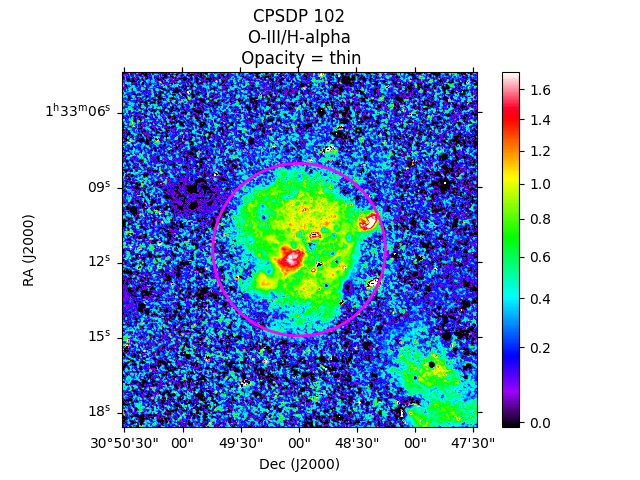 CPSDP 102
O-III/H-alpha
Opacity = thin
RA (J2000)
1ʰ33ᵐ06ˢ
09ˢ
12ˢ
15ˢ
18ˢ
30°50'30" 00" 49'30" 00" 48'30" 00" 47'30"
Dec (J2000)
1.6
1.4
1.2
1.0
0.8
0.6
0.4
0.2
0.0